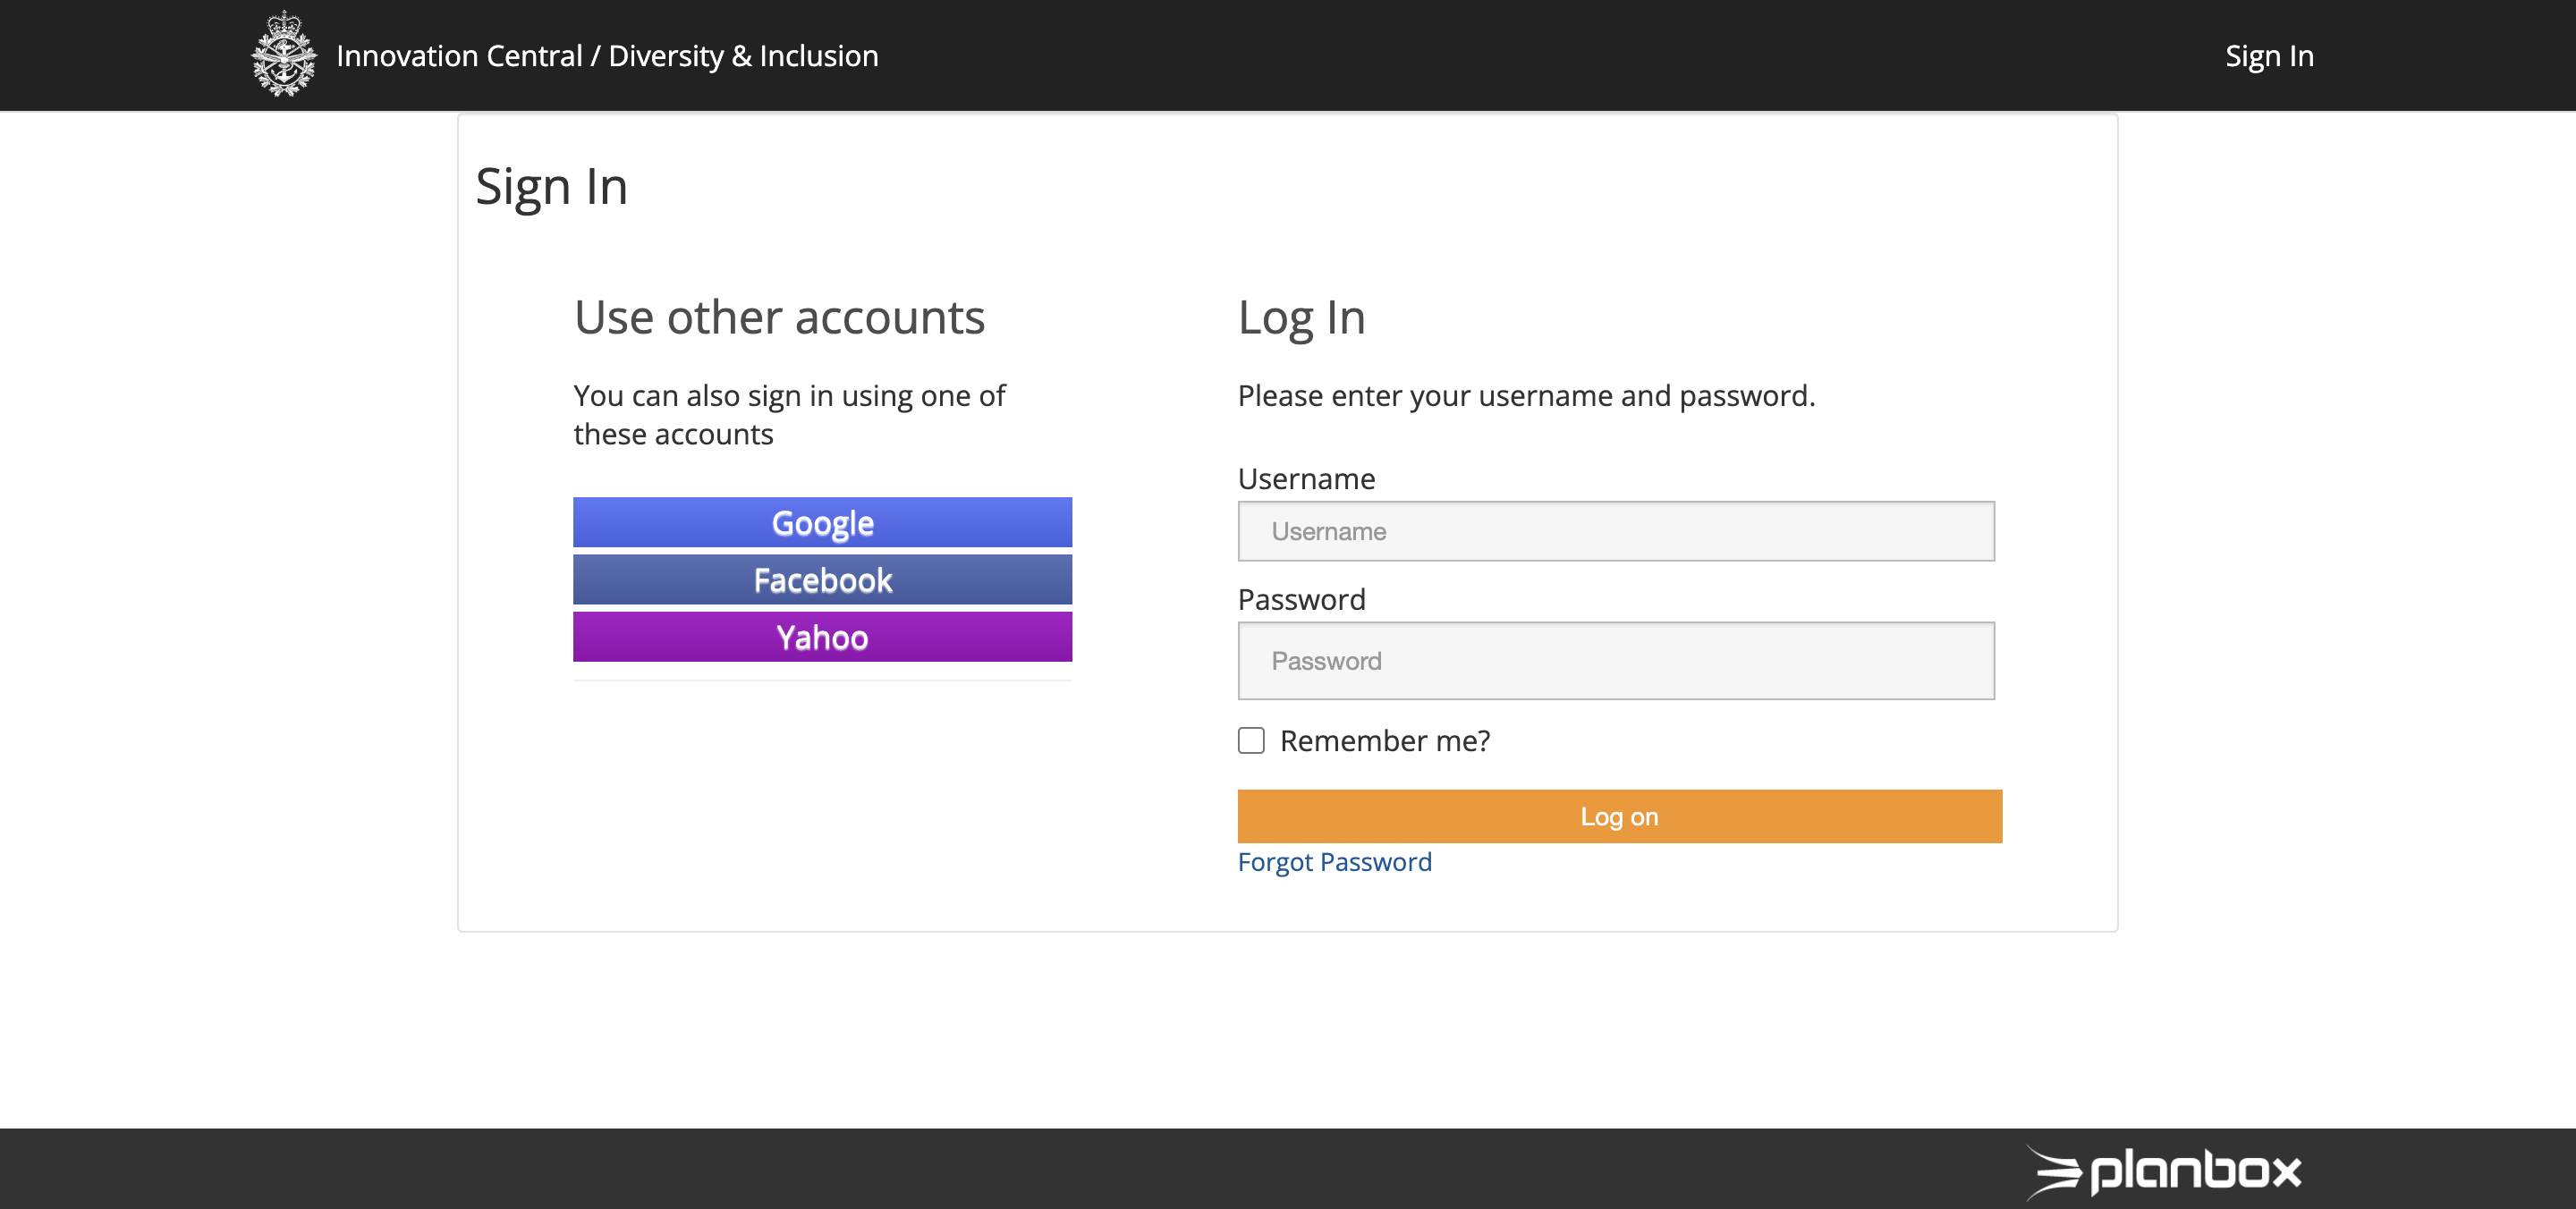 Innovation Central / Diversity & Inclusion
Sign In
Sign In
Use other accounts
You can also sign in using one of
these accounts
Google
Facebook
Yahoo
Log In
Please enter your username and password.
Username
Username
Password
Password
Remember me?
Log on
Forgot Password
planbox